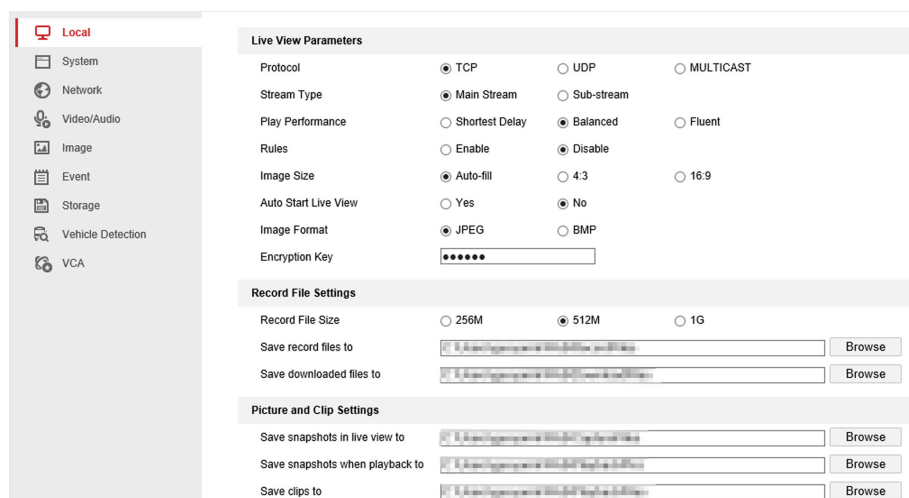 Local
System
Network
Video/Audio
Image
Event
Storage
Vehicle Detection
VCA
Live View Parameters
Protocol TCP UDP MULTICAST
Stream Type Main Stream Sub-stream
Play Performance Shortest Delay Balanced Fluent
Rules Enable Disable
Image Size Auto-fill 4:3 16:9
Auto Start Live View Yes No
Image Format JPEG BMP
Encryption Key ●●●●●●
Record File Settings
Record File Size 256M 512M 1G
Save record files to Browse
Save downloaded files to Browse
Picture and Clip Settings
Save snapshots in live view to Browse
Save snapshots when playback to Browse
Save clips to Browse